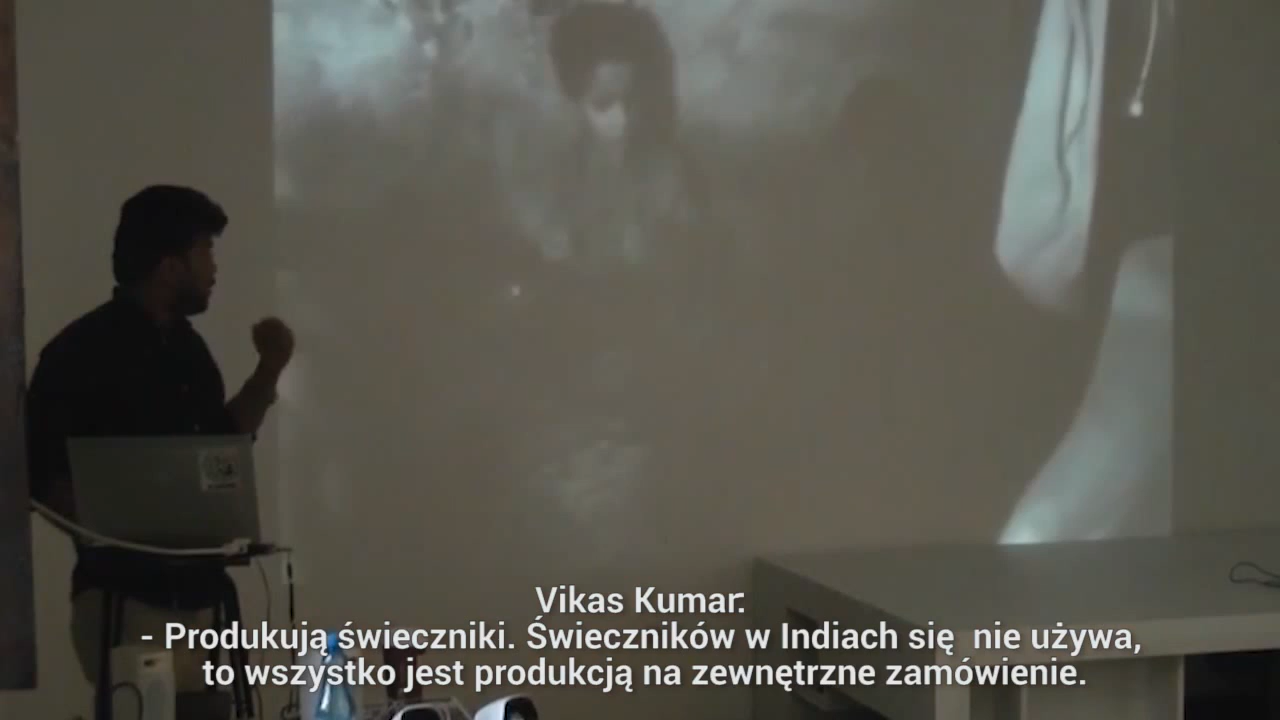 Vikas Kumar:
- Produkują świeczniki. Świeczników w Indiach się  nie używa,
to wszystko jest produkcją na zewnętrzne zamówienie.